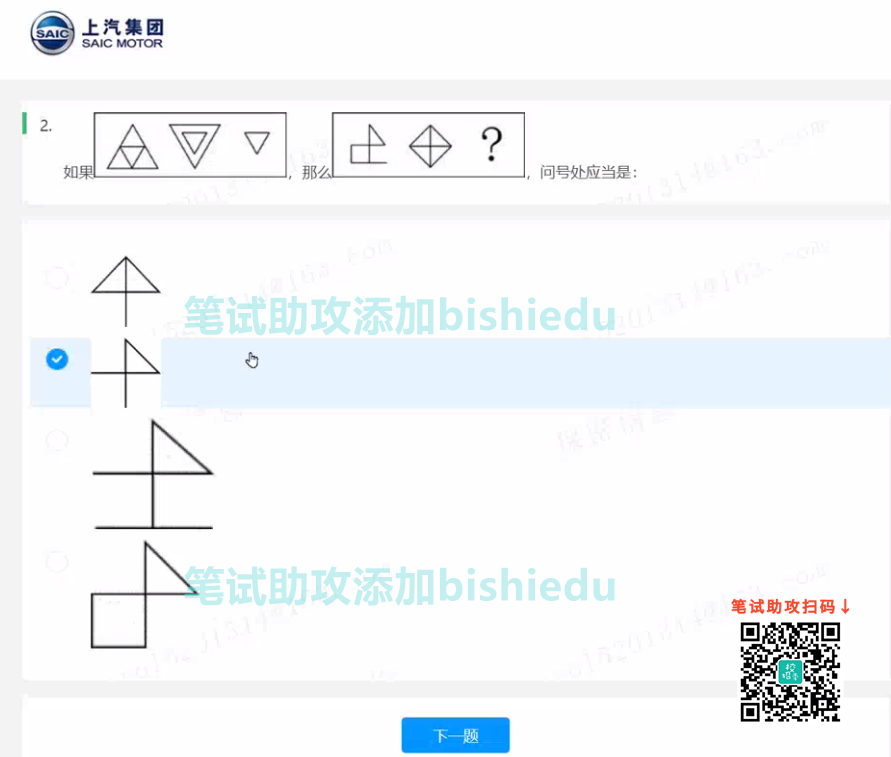 上汽集团
SAIC
SAIC MOTOR
2.
如果，那么?，问号处应当是：
笔试助攻添加bishiedu
保密信息
笔试助攻添加bishiedu
笔试助攻扫码↓
下一题